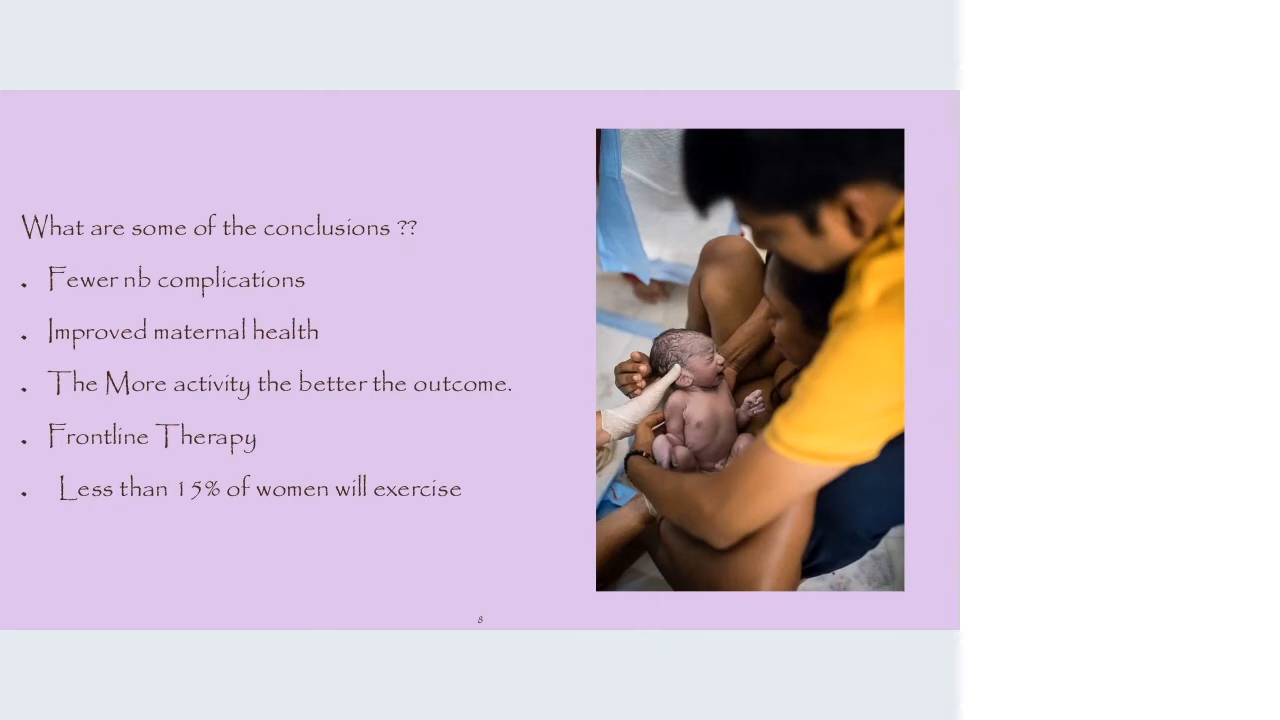 What are some of the conclusions ??
. Fewer nb complications
. Improved maternal health
. The More activity the better the outcome.
. Frontline Therapy
. Less than 15% of women will exercise
8